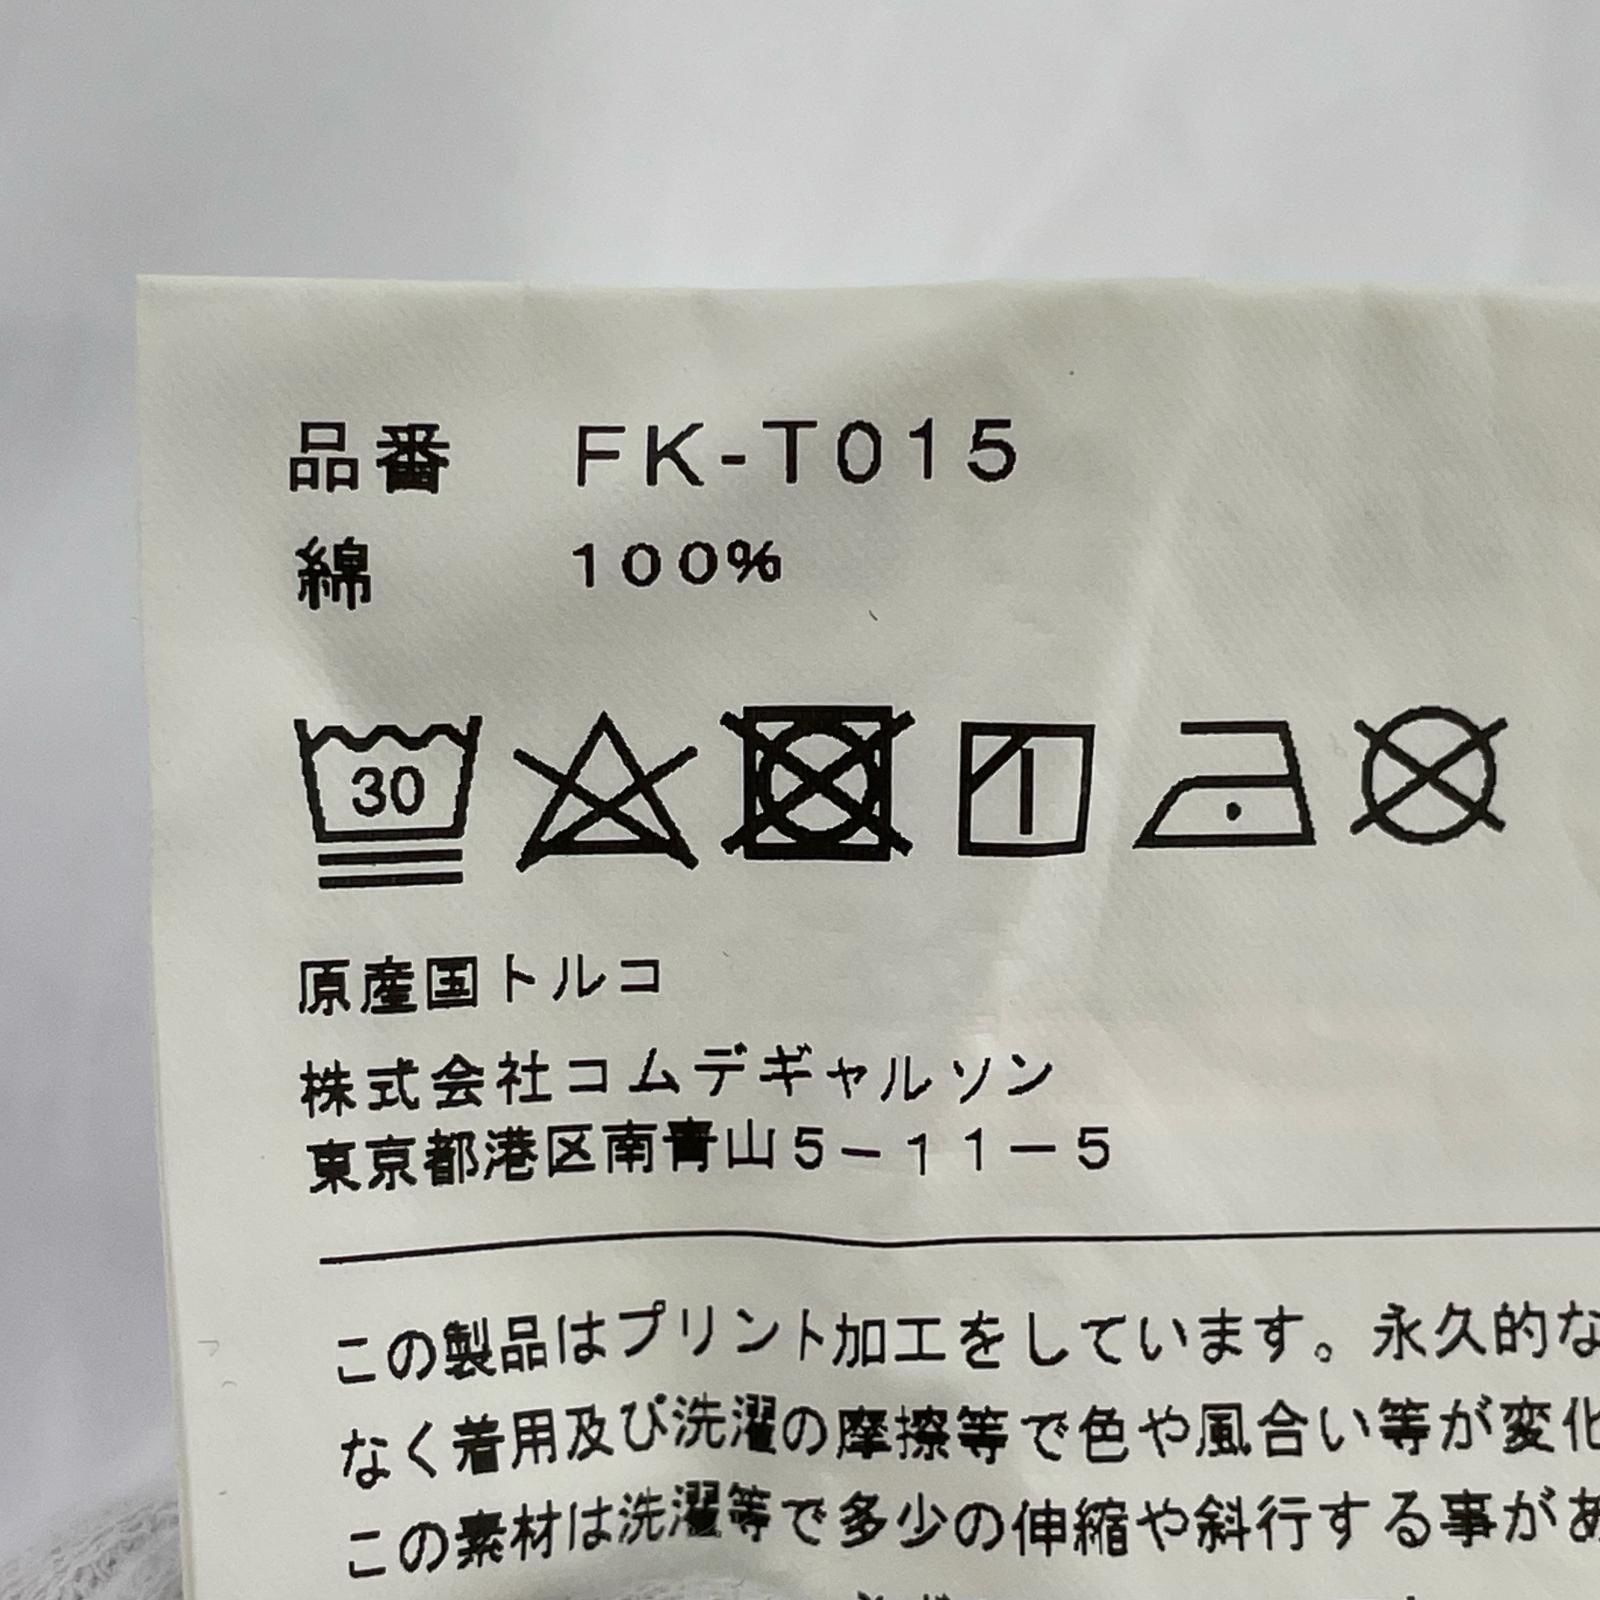 品番 FK-T015
綿 100%
30
原産国トルコ
株式会社コムデギャルソン
東京都港区南青山5-11-5
この製品はプリント加工をしています。永久的な
なく着用及び洗濯の摩擦等で色や風合い等が変化
この素材は洗濯等で多少の伸縮や斜行する事があ